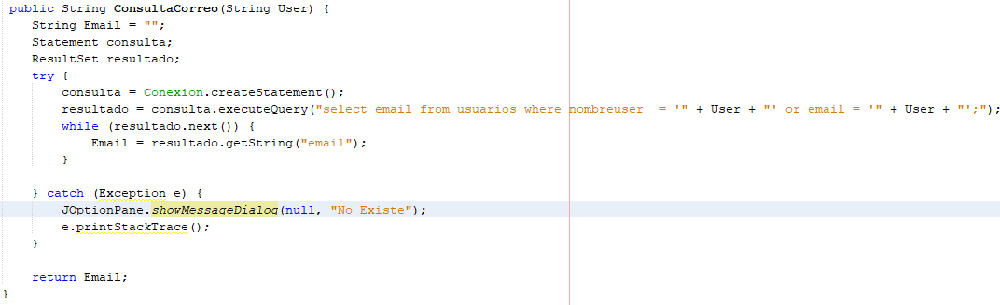 public String ConsultaCorreo(String User) {
String Email = "";
Statement consulta;
ResultSet resultado;
try {
consulta = Conexion.createStatement();
resultado = consulta.executeQuery("select email from usuarios where nombreuser  = '" + User + "' or email = '" + User + "';");
while (resultado.next()) {
Email = resultado.getString("email");
}
} catch (Exception e) {
JOptionPane.showMessageDialog(null, "No Existe");
e.printStackTrace();
}
return Email;
}